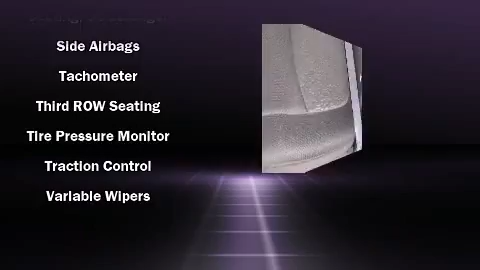 Side Airbags
Tachometer
Third ROW Seating
Tire Pressure Monitor
Traction Control
Variable Wipers